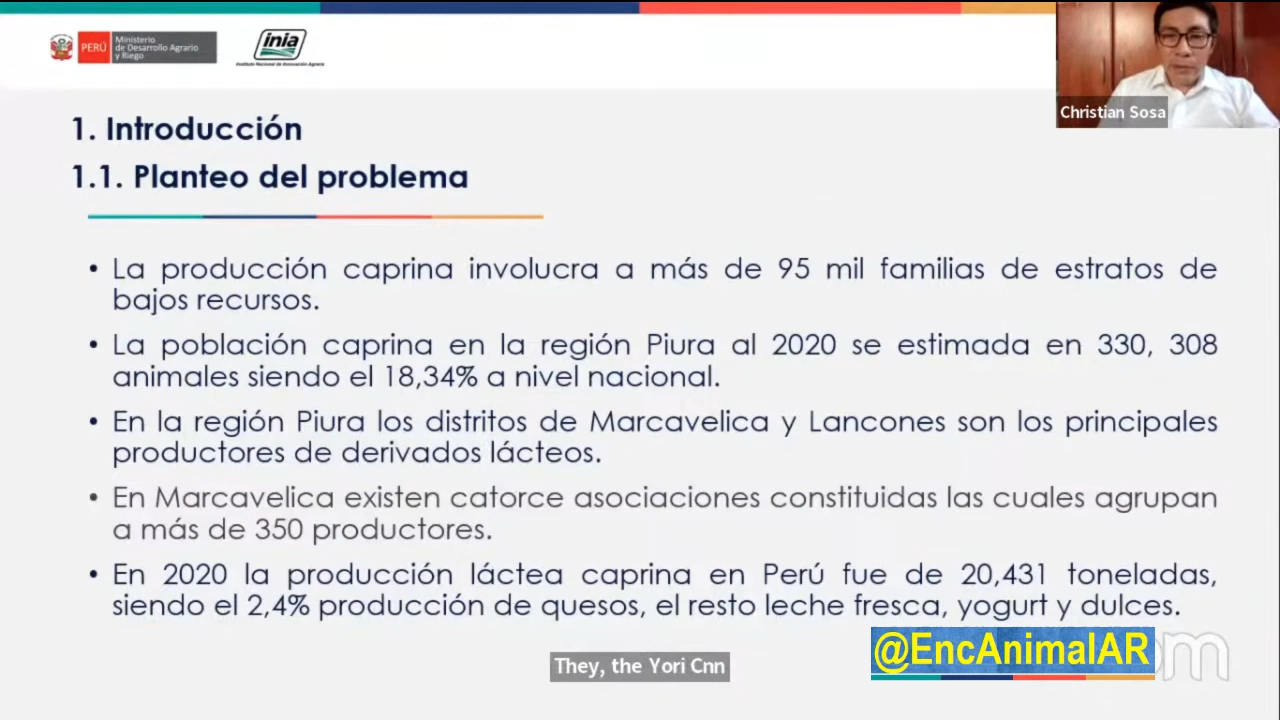 PERÚ
Ministerio
de Desarrollo Agrario
y Riego
inia
Instituto Nacional de Innovación Agraria
Christian Sosa
1. Introducción
1.1. Planteo del problema
• La producción caprina involucra a más de 95 mil familias de estratos de
bajos recursos.
• La población caprina en la región Piura al 2020 se estimada en 330, 308
animales siendo el 18,34% a nivel nacional.
• En la región Piura los distritos de Marcavelica y Lancones son los principales
productores de derivados lácteos.
• En Marcavelica existen catorce asociaciones constituidas las cuales agrupan
a más de 350 productores.
• En 2020 la producción láctea caprina en Perú fue de 20,431 toneladas,
siendo el 2,4% producción de quesos, el resto leche fresca, yogurt y dulces.
@EncAnimalAR
They, the Yori Cnn